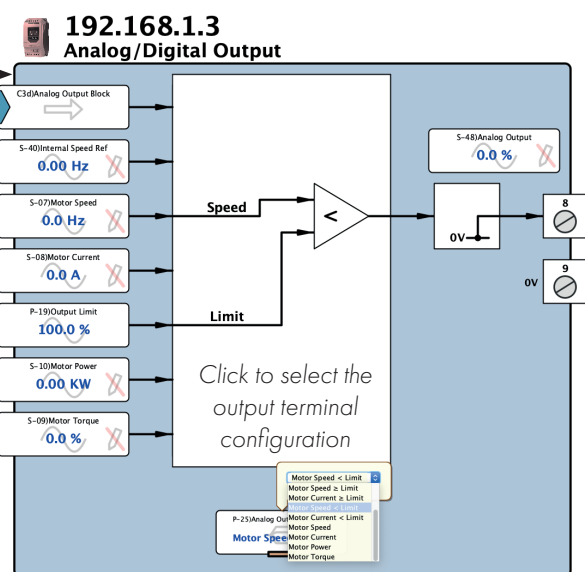 192.168.1.3
Analog/Digital Output
C3d)Analog Output Block
S-40)Internal Speed Ref
0.00 Hz
S-48)Analog Output
0.0 %
S-07)Motor Speed
0.0 Hz
Speed
<
8
0V
S-08)Motor Current
0.0 A
9
0V
P-19)Output Limit
100.0 %
Limit
S-10)Motor Power
0.00 KW
Click to select the
output terminal
configuration
S-09)Motor Torque
0.0 %
Motor Speed < Limit
Motor Speed ≥ Limit
Motor Current ≥ Limit
Motor Speed < Limit
Motor Current < Limit
Motor Speed
Motor Current
Motor Power
Motor Torque
P-25)Analog
Motor